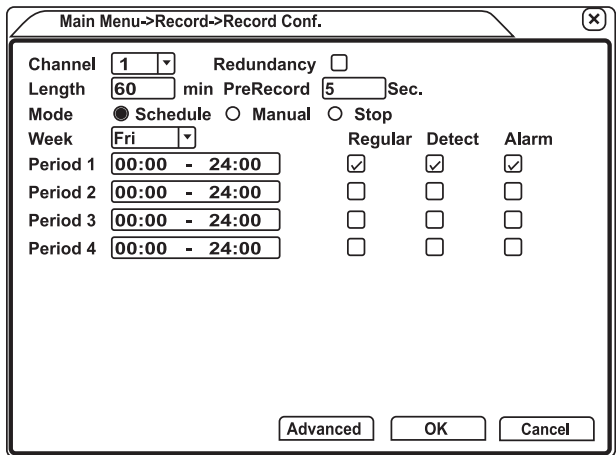 Main Menu->Record->Record Conf.
Channel 1 Redundancy
Length 60 min PreRecord 5 Sec.
Mode Schedule Manual Stop
Week Fri Regular Detect Alarm
Period 1 00:00 - 24:00
Period 2 00:00 - 24:00
Period 3 00:00 - 24:00
Period 4 00:00 - 24:00
Advanced OK Cancel